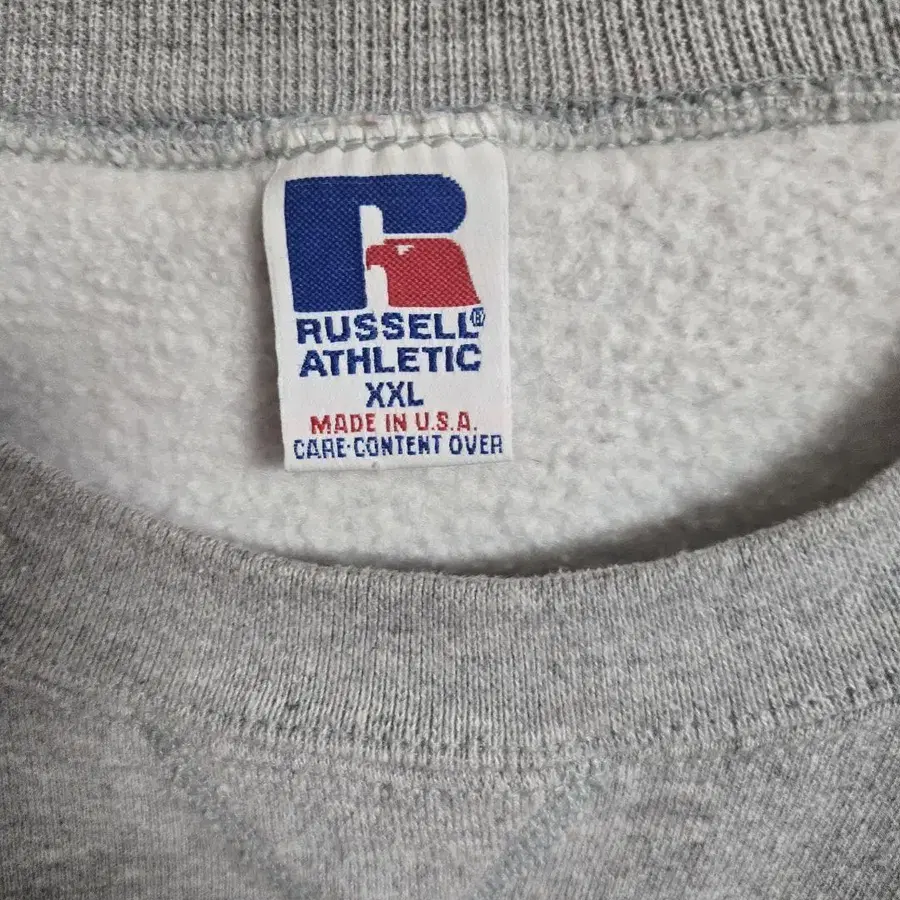 R
RUSSELL®
ATHLETIC
XXL
MADE IN U.S.A.
CARE·CONTENT OVER